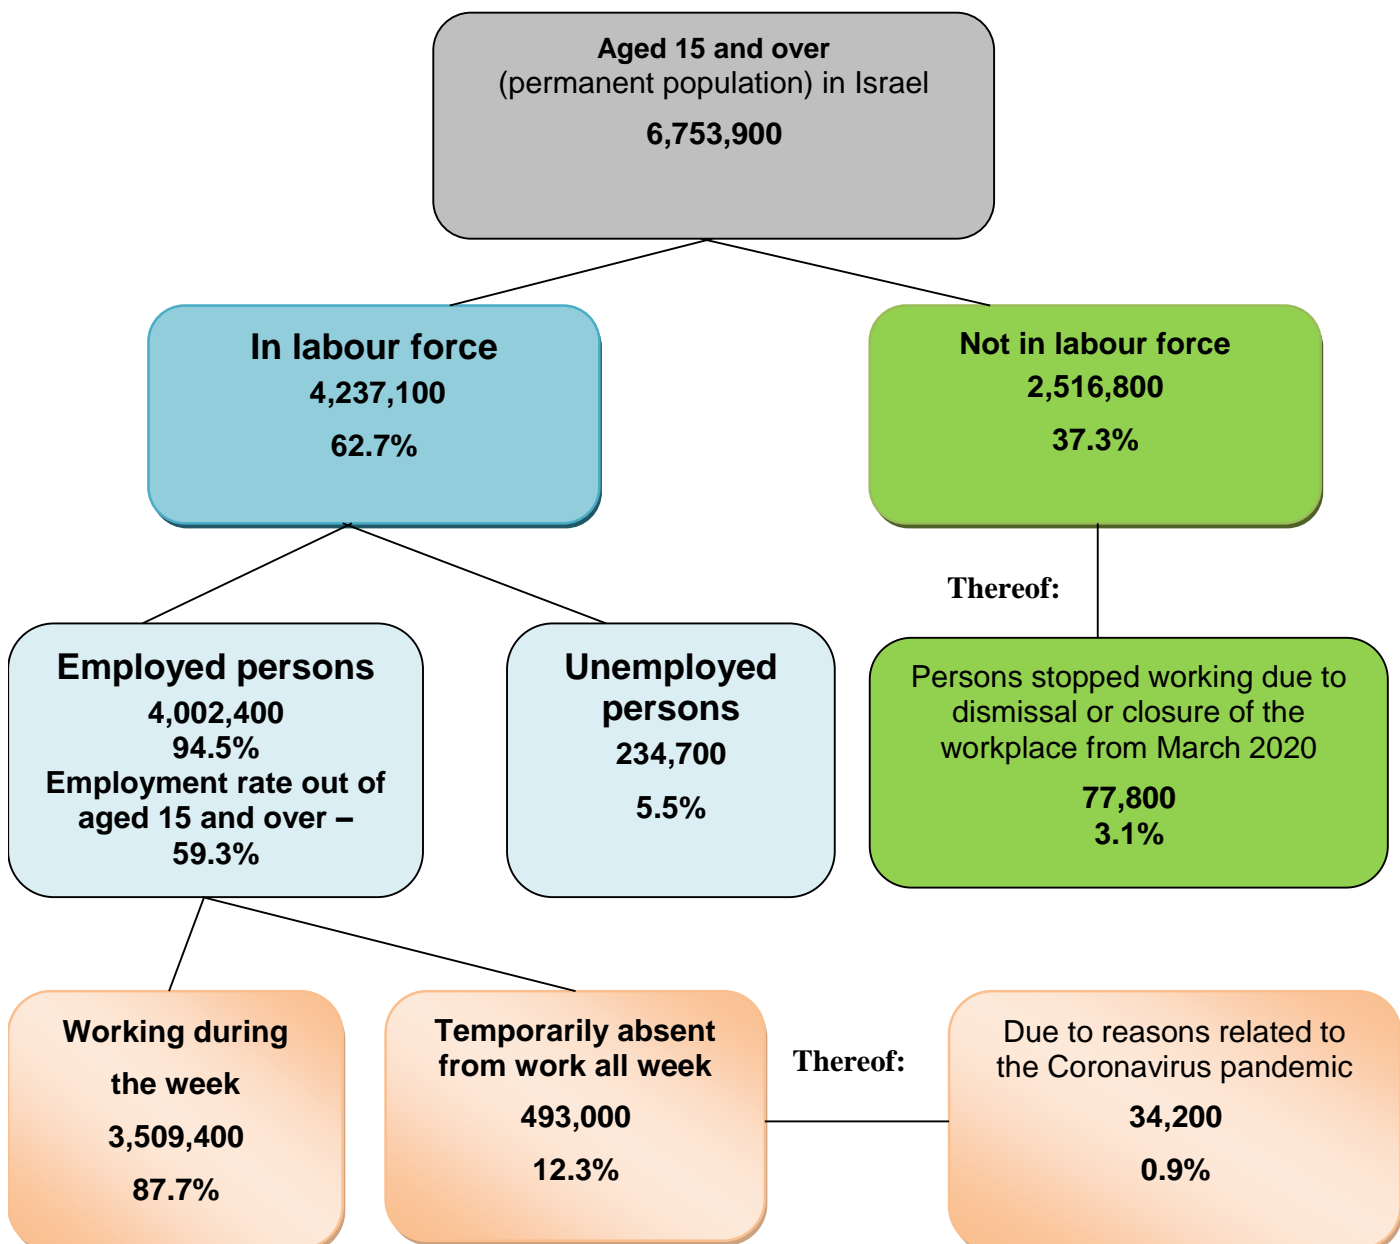 Aged 15 and over
(permanent population) in Israel
6,753,900
In labour force
4,237,100
62.7%
Not in labour force
2,516,800
37.3%
Thereof:
Employed persons
4,002,400
94.5%
Employment rate out of
aged 15 and over –
59.3%
Unemployed
persons
234,700
5.5%
Persons stopped working due to
dismissal or closure of the
workplace from March 2020
77,800
3.1%
Working during
the week
3,509,400
87.7%
Temporarily absent
from work all week
493,000
12.3%
Thereof:
Due to reasons related to
the Coronavirus pandemic
34,200
0.9%